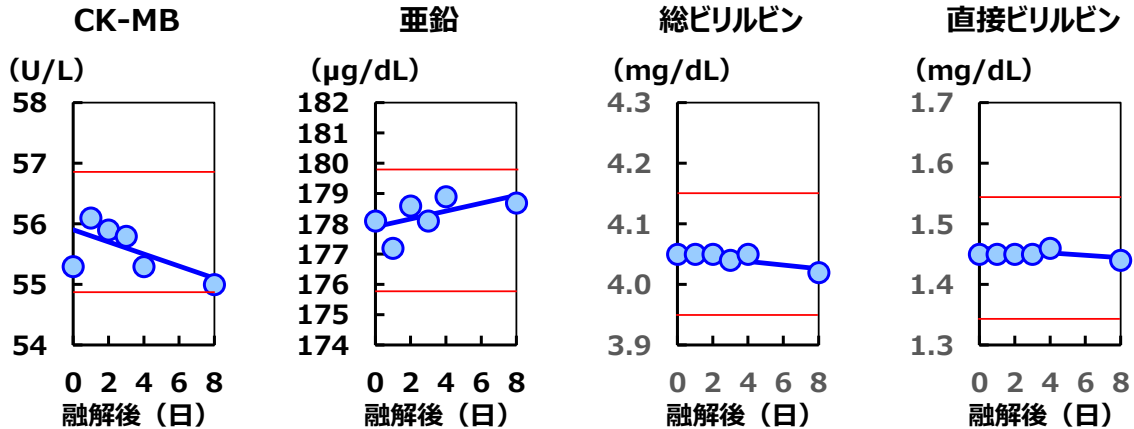 CK-MB
(U/L)
58
57
56
55
54
0 2 4 6 8
融解後（日）
亜鉛
(µg/dL)
182
181
180
179
178
177
176
175
174
0 2 4 6 8
融解後（日）
総ビリルビン
(mg/dL)
4.3
4.2
4.1
4.0
3.9
0 2 4 6 8
融解後（日）
直接ビリルビン
(mg/dL)
1.7
1.6
1.5
1.4
1.3
0 2 4 6 8
融解後（日）